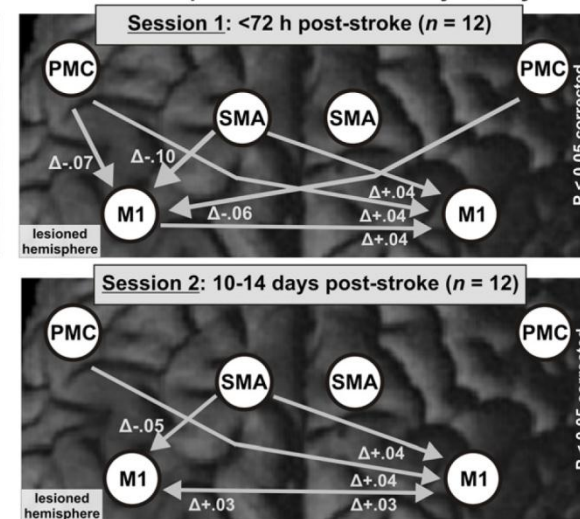 Session 1: <72 h post-stroke (n = 12)
PMC
PMC
SMA
SMA
Δ-.07
Δ-.10
Δ+.04
M1
Δ-.06
Δ+.04
M1
Δ+.04
lesioned
hemisphere
Session 2: 10-14 days post-stroke (n = 12)
PMC
PMC
SMA
SMA
Δ-.05
Δ+.04
M1
Δ+.04
M1
Δ+.03
Δ+.03
lesioned
hemisphere